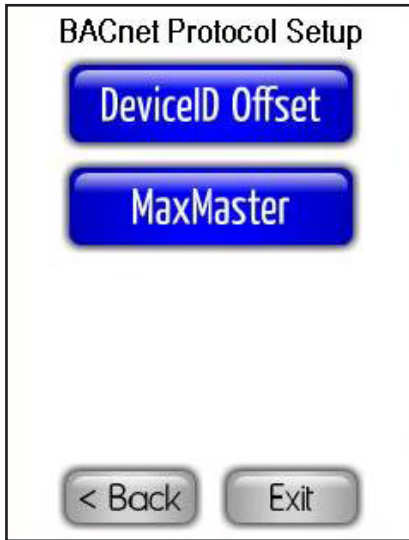 BACnet Protocol Setup
DeviceID Offset
MaxMaster
< Back Exit